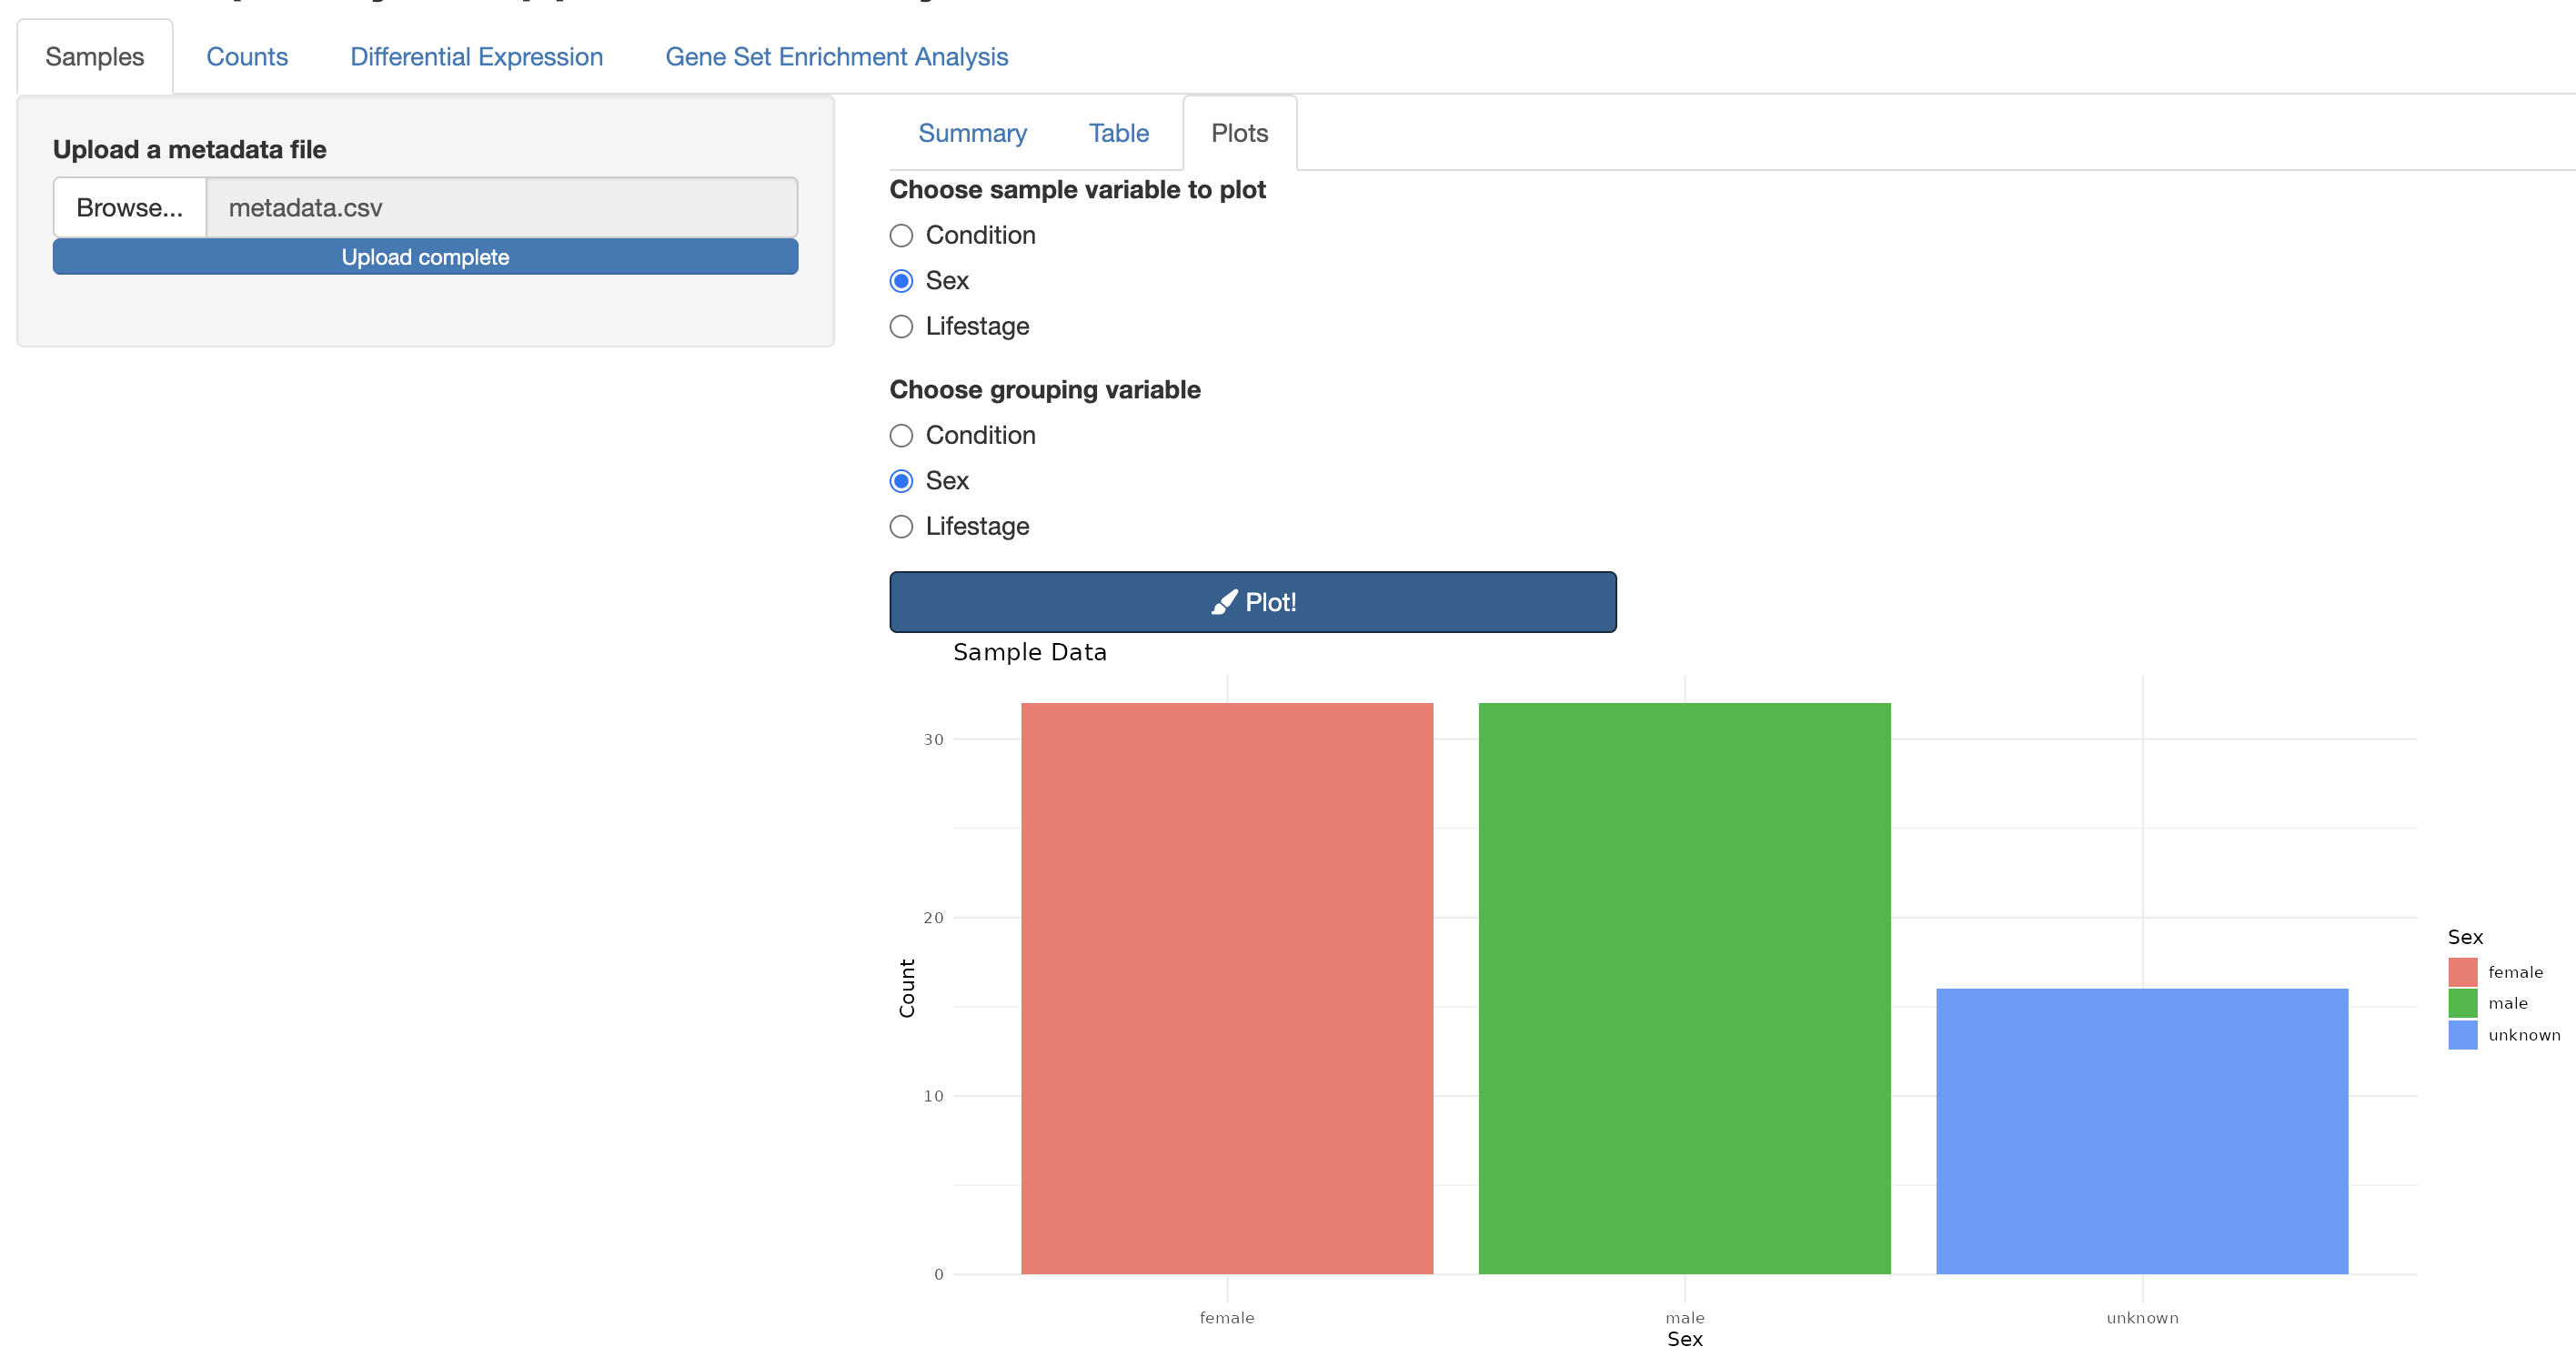 Samples Counts Differential Expression Gene Set Enrichment Analysis
Upload a metadata file
Browse... metadata.csv
Upload complete
Summary Table Plots
Choose sample variable to plot
Condition
Sex
Lifestage
Choose grouping variable
Condition
Sex
Lifestage
Plot!
Sample Data
30
20
10
0
Count
female male unknown
Sex
Sex
female
male
unknown